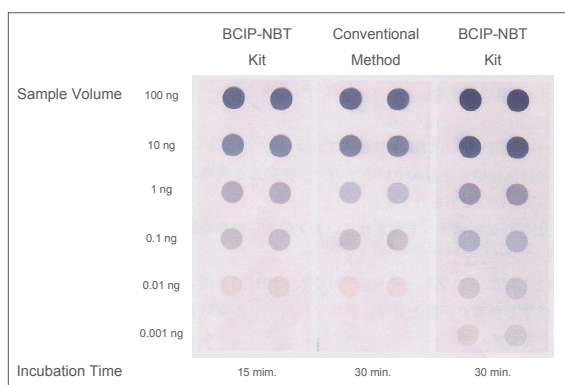 BCIP-NBT Conventional BCIP-NBT
Kit Method Kit
Sample Volume 100 ng
10 ng
1 ng
0.1 ng
0.01 ng
0.001 ng
Incubation Time 15 mim. 30 min. 30 min.